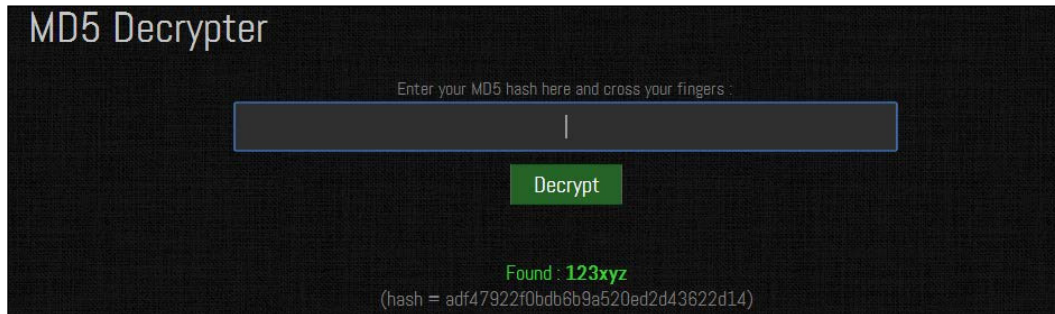 MD5 Decrypter
Enter your MD5 hash here and cross your fingers :
Decrypt
Found : 123xyz
(hash = adf47922f0bdb6b9a520ed2d43622d14)